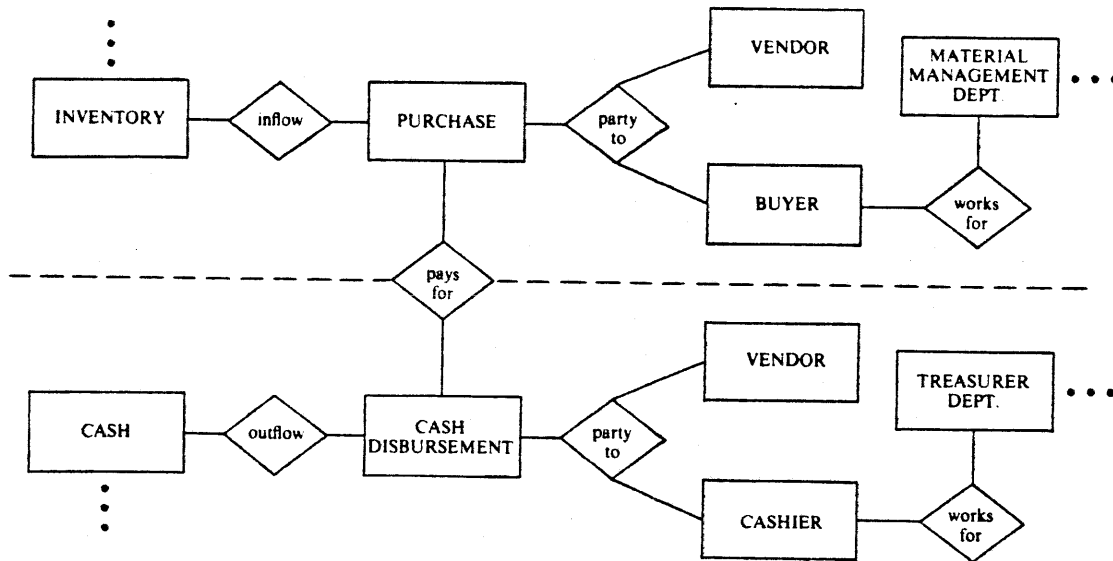 INVENTORY
inflow
PURCHASE
party
to
VENDOR
BUYER
MATERIAL
MANAGEMENT
DEPT.
works
for
pays
for
CASH
outflow
CASH
DISBURSEMENT
party
to
VENDOR
CASHIER
TREASURER
DEPT.
works
for